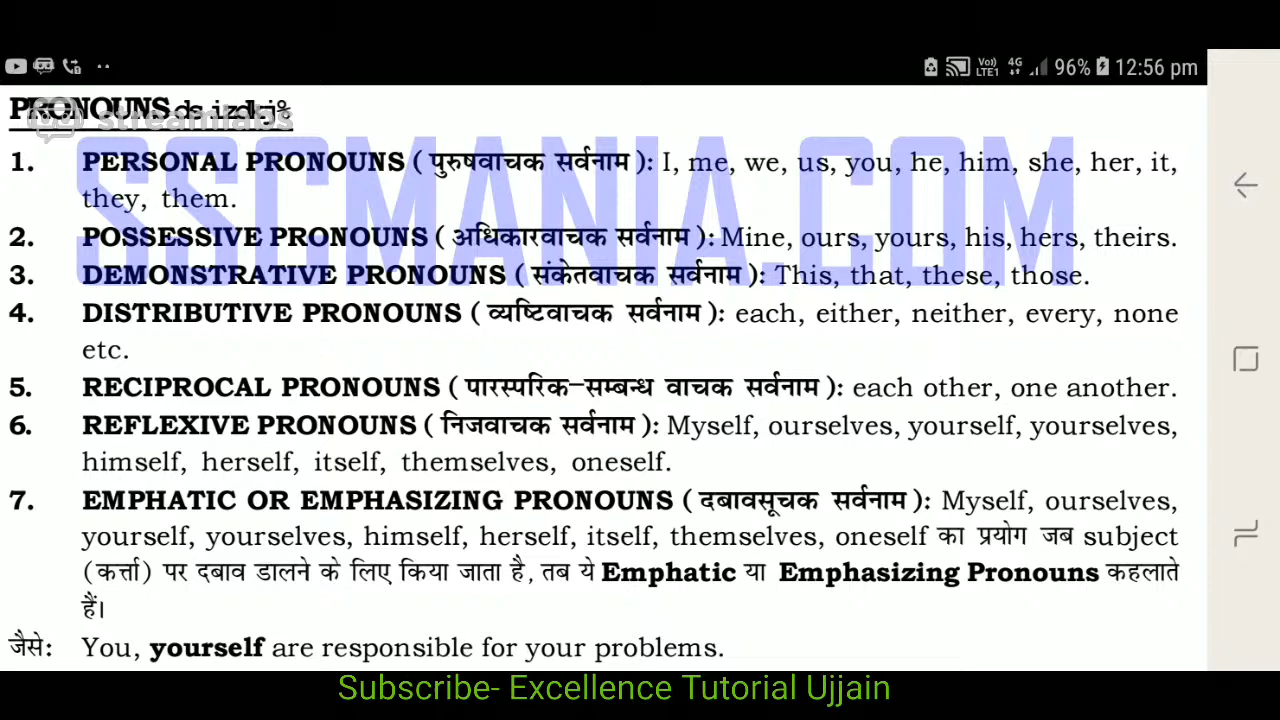 96% 12:56 pm
PRONOUNS ds izdkj%
streamlabs
SSCMANIA.COM
1. PERSONAL PRONOUNS ( पुरुषवाचक सर्वनाम ): I, me, we, us, you, he, him, she, her, it,
they, them.
2. POSSESSIVE PRONOUNS ( अधिकारवाचक सर्वनाम ): Mine, ours, yours, his, hers, theirs.
3. DEMONSTRATIVE PRONOUNS ( संकेतवाचक सर्वनाम ): This, that, these, those.
4. DISTRIBUTIVE PRONOUNS ( व्यष्टिवाचक सर्वनाम ): each, either, neither, every, none
etc.
5. RECIPROCAL PRONOUNS ( पारस्परिक–सम्बन्ध वाचक सर्वनाम ): each other, one another.
6. REFLEXIVE PRONOUNS ( निजवाचक सर्वनाम ): Myself, ourselves, yourself, yourselves,
himself, herself, itself, themselves, oneself.
7. EMPHATIC OR EMPHASIZING PRONOUNS ( दबावसूचक सर्वनाम ): Myself, ourselves,
yourself, yourselves, himself, herself, itself, themselves, oneself का प्रयोग जब subject
(कर्त्ता) पर दबाव डालने के लिए किया जाता है, तब ये Emphatic या Emphasizing Pronouns कहलाते
हैं।
जैसे: You, yourself are responsible for your problems.
Subscribe- Excellence Tutorial Ujjain